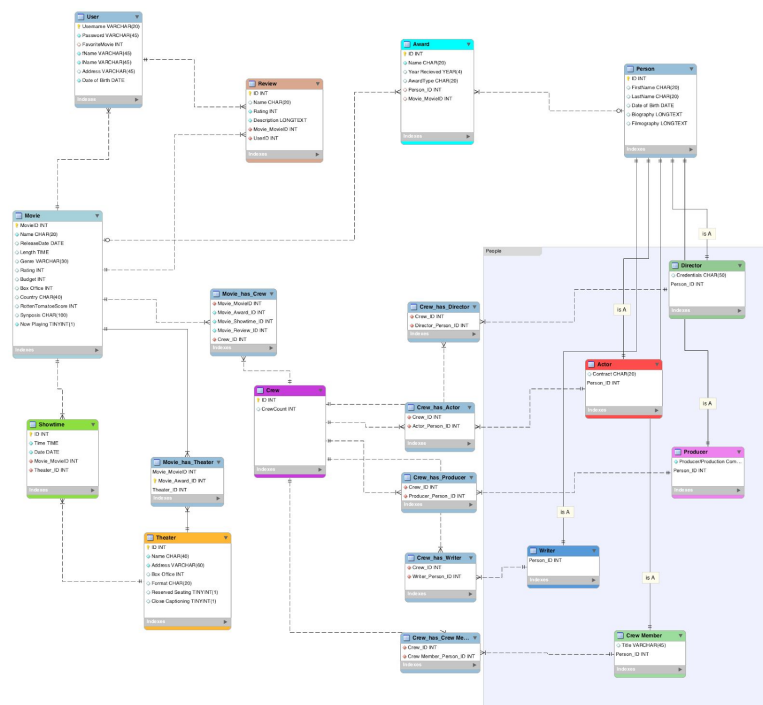 User
Username VARCHAR(20)
Password VARCHAR(45)
FavoriteMovie INT
fName VARCHAR(45)
lName VARCHAR(45)
Address VARCHAR(45)
Date of Birth DATE
Indexes
Review
ID INT
Name CHAR(20)
Rating INT
Description LONGTEXT
Movie_MovieID INT
UserID INT
Indexes
Award
ID INT
Name CHAR(25)
Year Recieved YEAR(4)
AwardType CHAR(20)
Person_ID INT
Movie_MovieID INT
Indexes
Person
ID INT
FirstName CHAR(20)
LastName CHAR(20)
Date of Birth DATE
Biography LONGTEXT
Filmography LONGTEXT
Indexes
Movie
MovieID INT
Name CHAR(20)
ReleaseDate DATE
Length TIME
Genre VARCHAR(30)
Rating INT
Budget INT
Box Office INT
Country CHAR(40)
RottenTomatoeScore INT
Synopsis CHAR(100)
Now Playing TINYINT(1)
Indexes
Movie_has_Crew
Movie_MovieID INT
Movie_Award_ID INT
Movie_Showtime_ID INT
Movie_Review_ID INT
Crew_ID INT
Indexes
People
is A
Director
Credentials CHAR(50)
Person_ID INT
Indexes
Crew_has_Director
Crew_ID INT
Director_Person_ID INT
Indexes
is A
Actor
Contract CHAR(20)
Person_ID INT
Indexes
Crew
ID INT
CrewCount INT
Indexes
Crew_has_Actor
Crew_ID INT
Actor_Person_ID INT
Indexes
is A
Showtime
ID INT
Time TIME
Date DATE
Movie_MovieID INT
Theater_ID INT
Indexes
Movie_has_Theater
Movie_MovieID INT
Movie_Award_ID INT
Theater_ID INT
Indexes
Crew_has_Producer
Crew_ID INT
Producer_Person_ID INT
Indexes
Producer
Producer/Production Com...
Person_ID INT
Indexes
is A
Theater
ID INT
Name CHAR(40)
Address VARCHAR(60)
Box Office INT
Format CHAR(20)
Reserved Seating TINYINT(1)
Close Captioning TINYINT(1)
Indexes
Crew_has_Writer
Crew_ID INT
Writer_Person_ID INT
Indexes
Writer
Person_ID INT
Indexes
is A
Crew_has_Crew Me...
Crew_ID INT
Crew Member_Person_ID INT
Indexes
Crew Member
Title VARCHAR(45)
Person_ID INT
Indexes